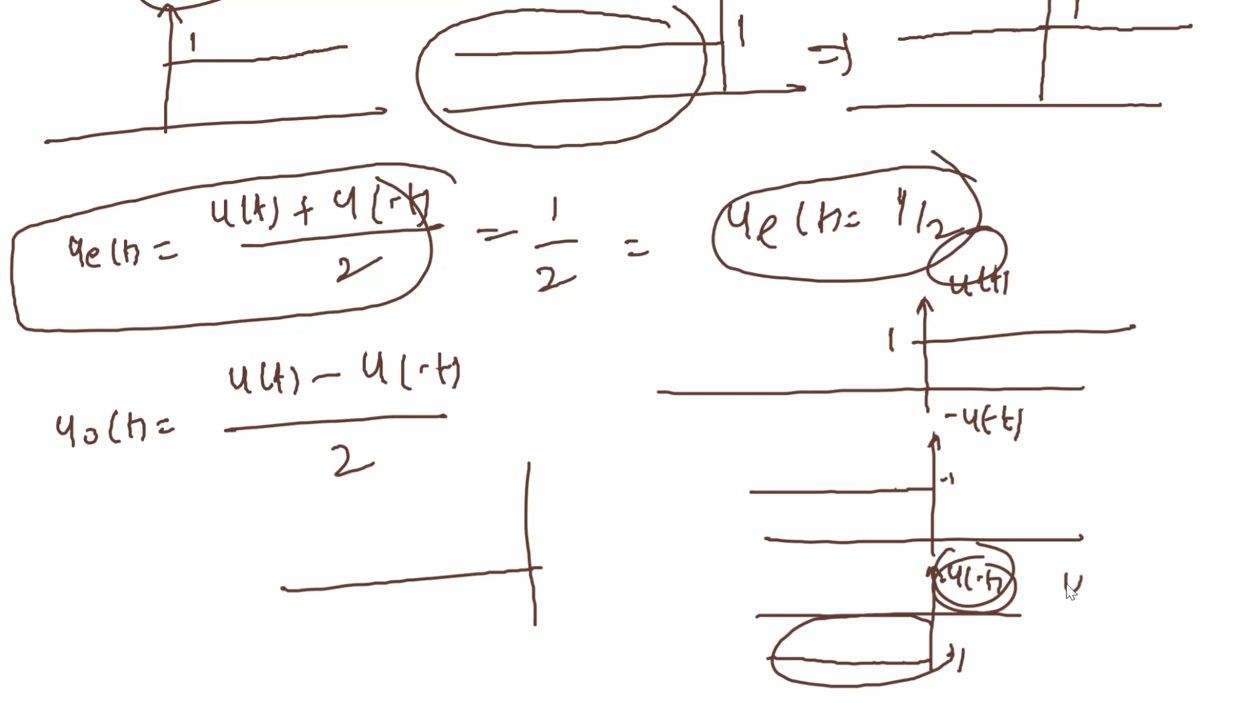 1 1 ⇒ 1
u(t) + u(-t)
ue(t) = = 1/2 = ue(t) = 1/2
2
u(t)
1
u(t) - u(-t)
uo(t) =
2
-u(-t)
-1
u(-t)
-1